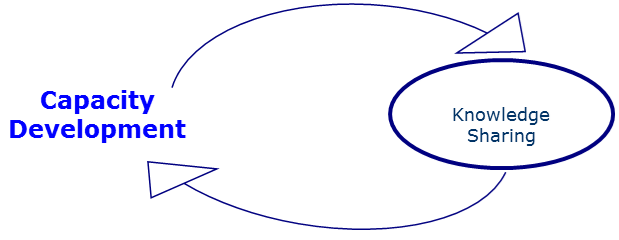 Capacity
Development
Knowledge
Sharing